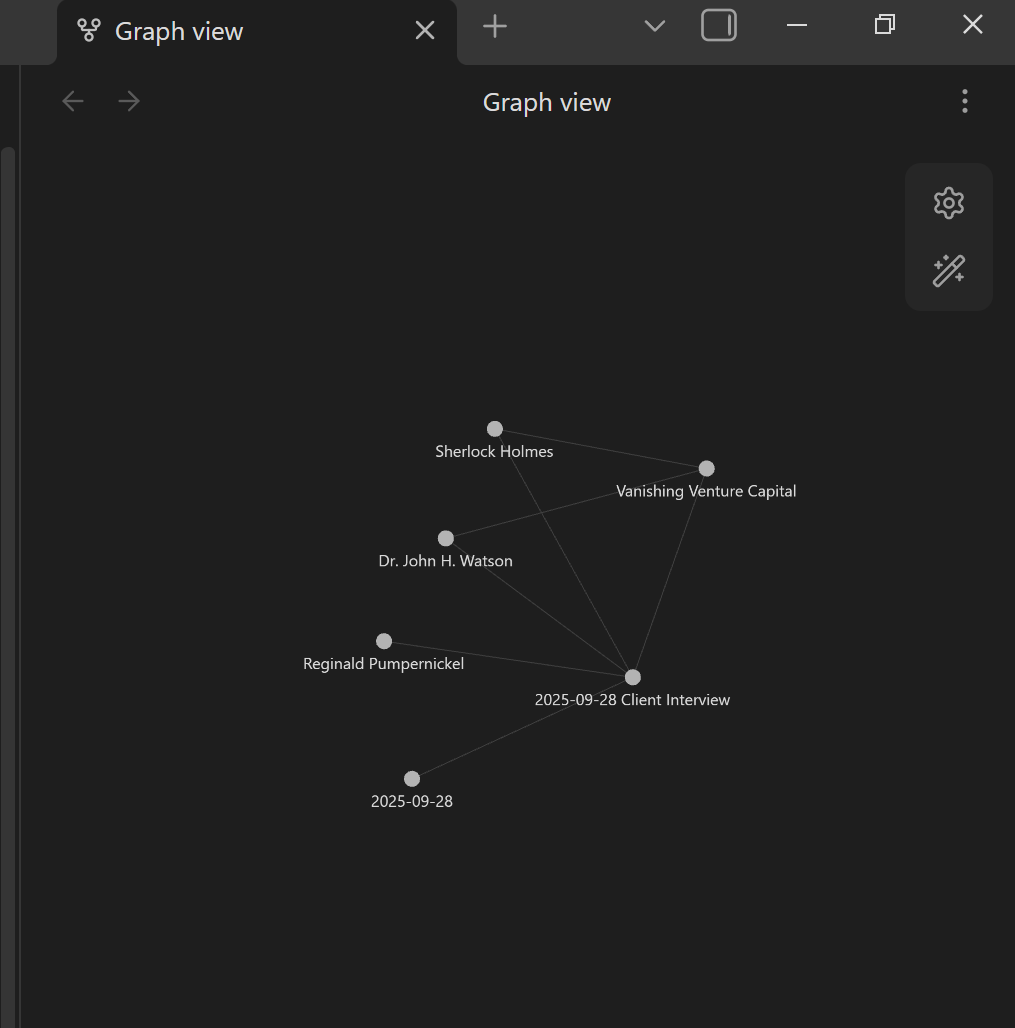 Graph view
Graph view
Sherlock Holmes
Vanishing Venture Capital
Dr. John H. Watson
Reginald Pumpernickel
2025-09-28 Client Interview
2025-09-28